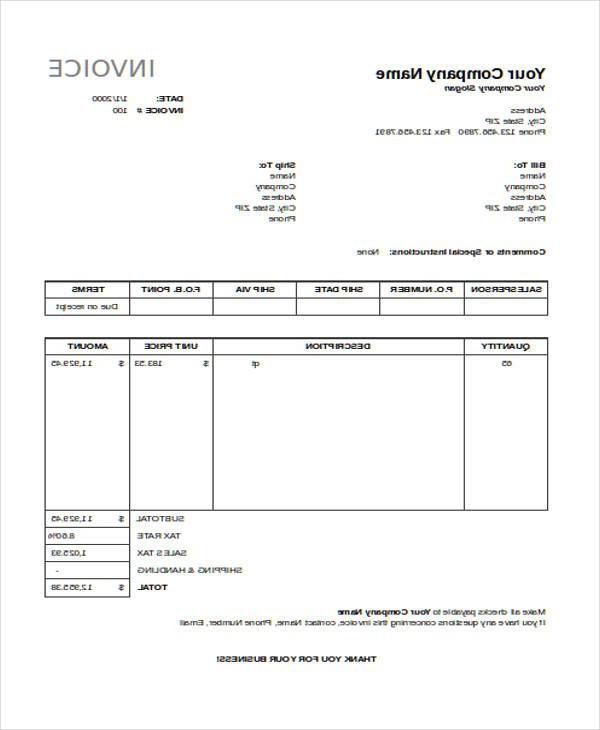 Your Company Name INVOICE
Your Company Slogan
DATE: 1/1/2000
Address INVOICE # 100
City, State ZIP
Phone 123.456.7890 Fax 123.456.7891
Bill To: Ship To:
Name Name
Company Company
Address Address
City, State ZIP City, State ZIP
Phone Phone
Comments or Special Instructions: None
SALESPERSON P.O. NUMBER SHIP DATE SHIP VIA F.O.B. POINT TERMS
Due on receipt
QUANTITY DESCRIPTION UNIT PRICE AMOUNT
65 qt $ 183.53 $ 11,929.45
SUBTOTAL $ 11,929.45
TAX RATE 8.60%
SALES TAX 1,025.93
SHIPPING & HANDLING -
TOTAL $ 12,955.38
Make all checks payable to Your Company Name
If you have any questions concerning this invoice, contact Name, Phone Number, Email
THANK YOU FOR YOUR BUSINESS!